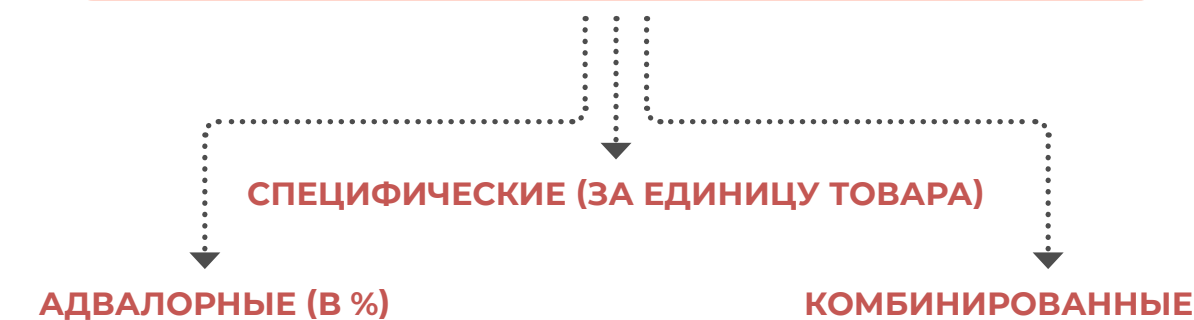 СПЕЦИФИЧЕСКИЕ (ЗА ЕДИНИЦУ ТОВАРА)
АДВАЛОРНЫЕ (В %)
КОМБИНИРОВАННЫЕ